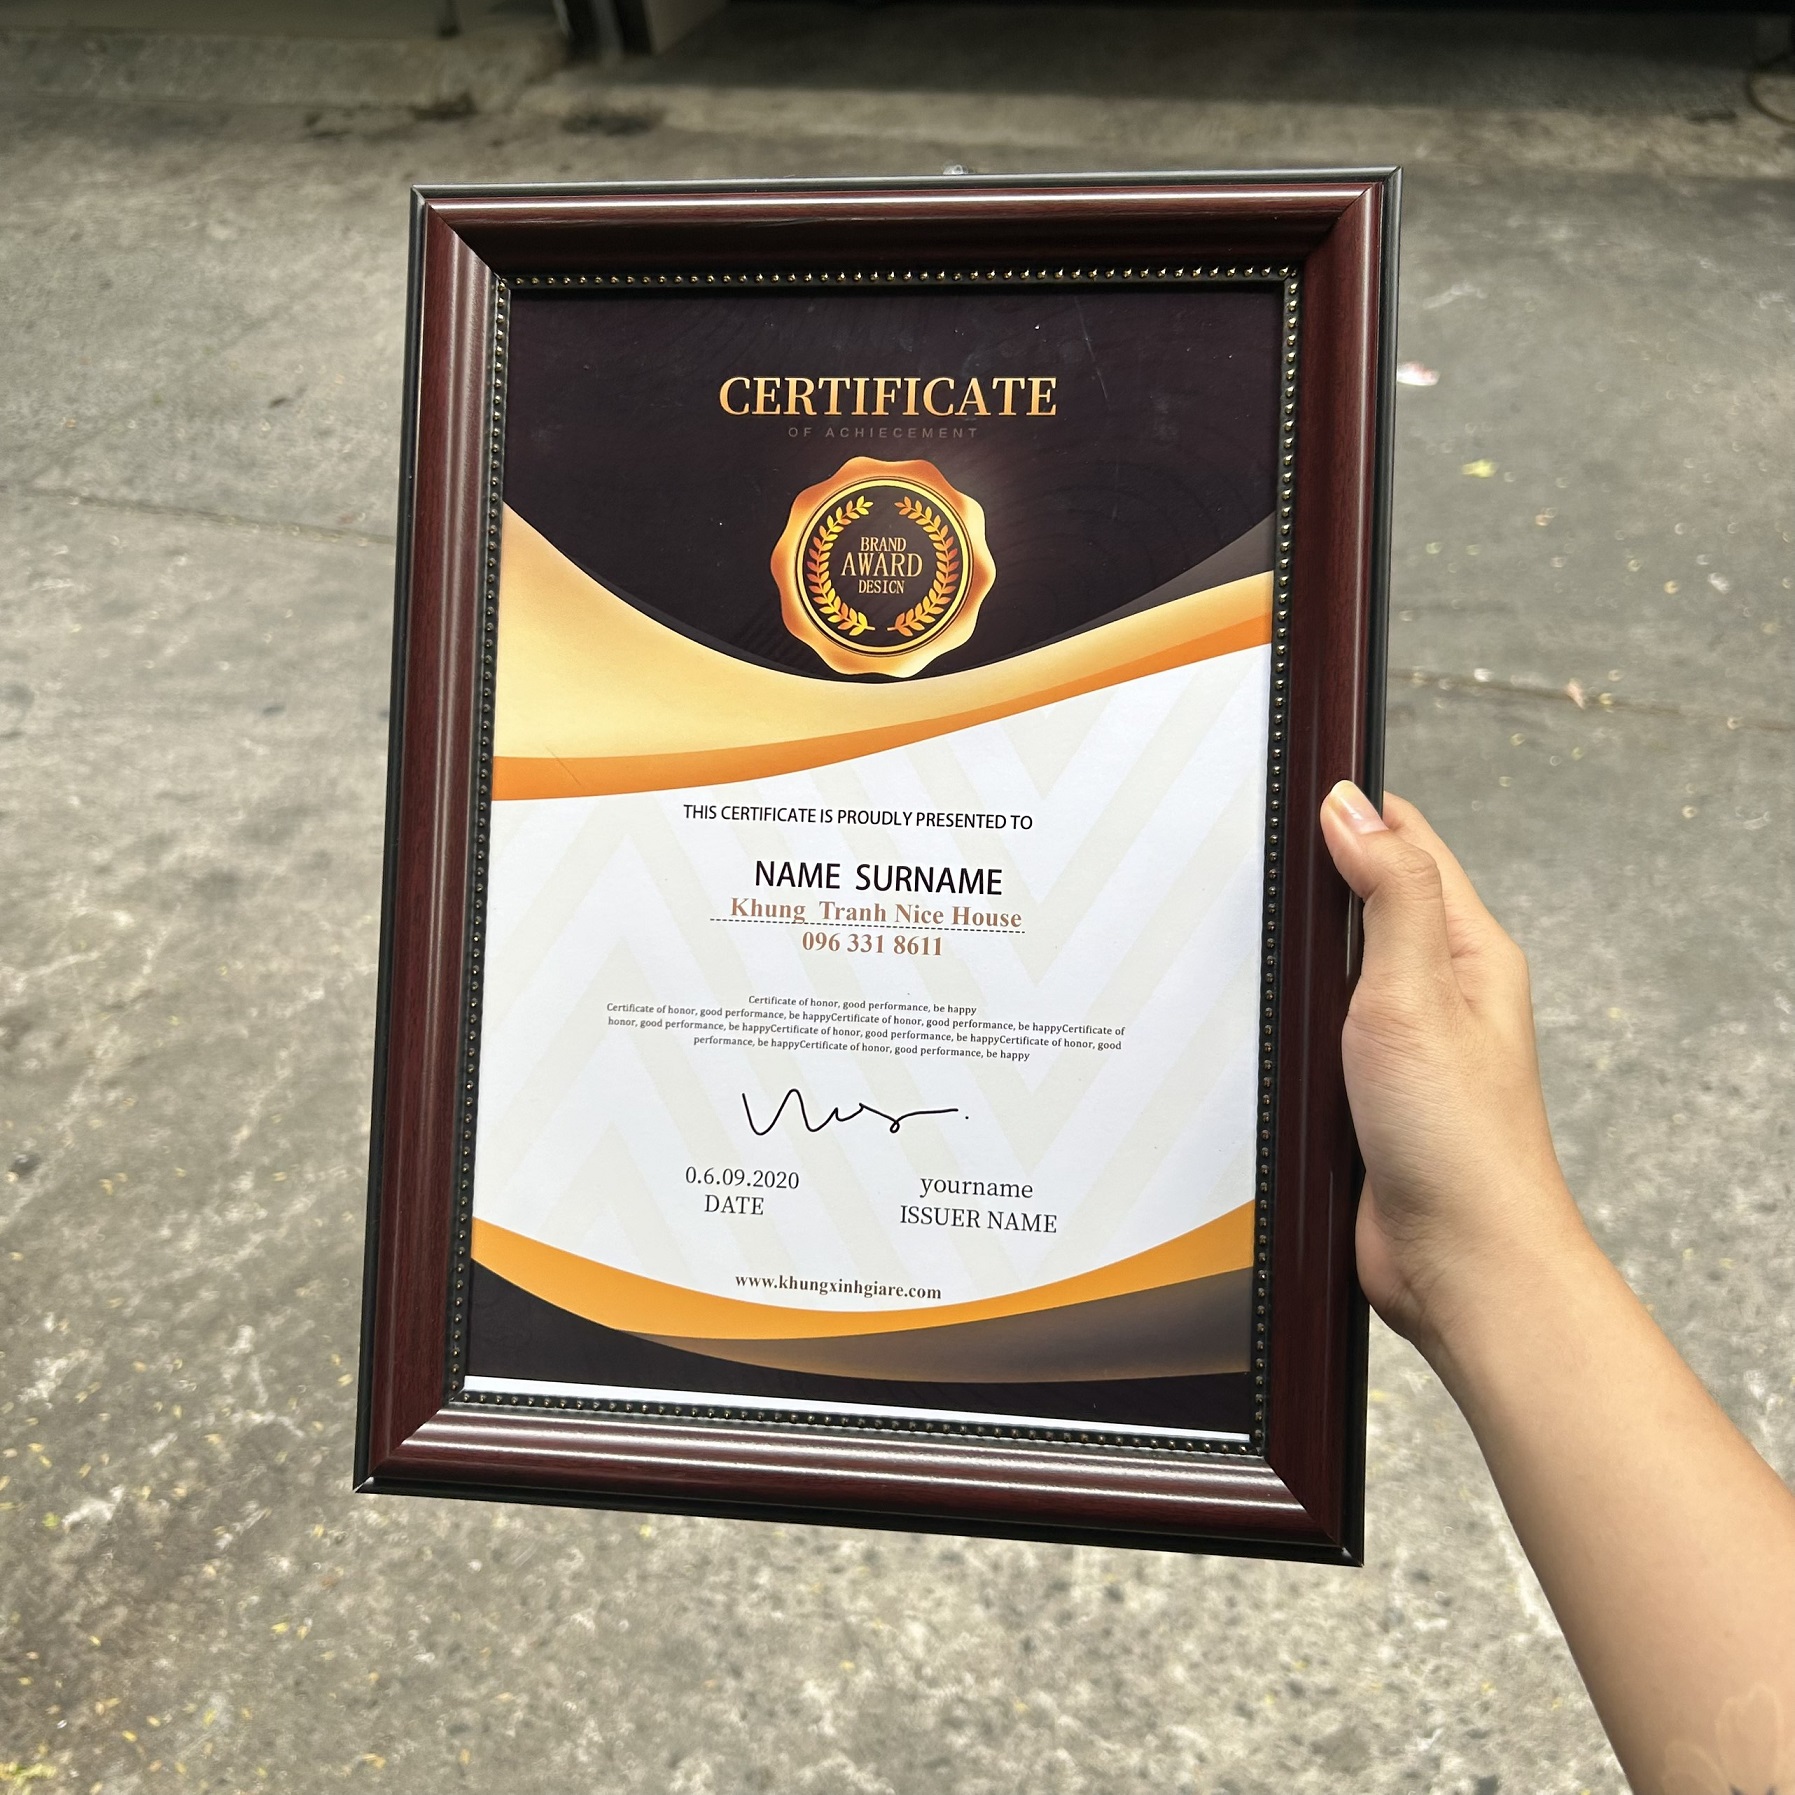 CERTIFICATE
OF ACHIECEMENT
BRAND
AWARD
DESIGN
THIS CERTIFICATE IS PROUDLY PRESENTED TO
NAME SURNAME
Khung Tranh Nice House
096 331 8611
Certificate of honor, good performance, be happy
Certificate of honor, good performance, be happyCertificate of honor, good performance, be happyCertificate of
honor, good performance, be happyCertificate of honor, good performance, be happyCertificate of honor, good
performance, be happyCertificate of honor, good performance, be happy
0.6.09.2020 yourname
DATE ISSUER NAME
www.khungxinhgiare.com